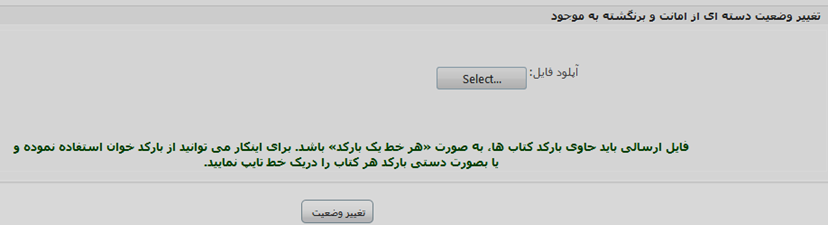 تغییر وضعیت دسته ای از امانت و برنگشته به موجود
آپلود فایل:
Select...
فایل ارسالی باید حاوی بارکد کتاب ها، به صورت «هر خط یک بارکد» باشد. برای اینکار می توانید از بارکد خوان استفاده نموده و
یا بصورت دستی بارکد هر کتاب را دریک خط تایپ نمایید.
تغییر وضعیت